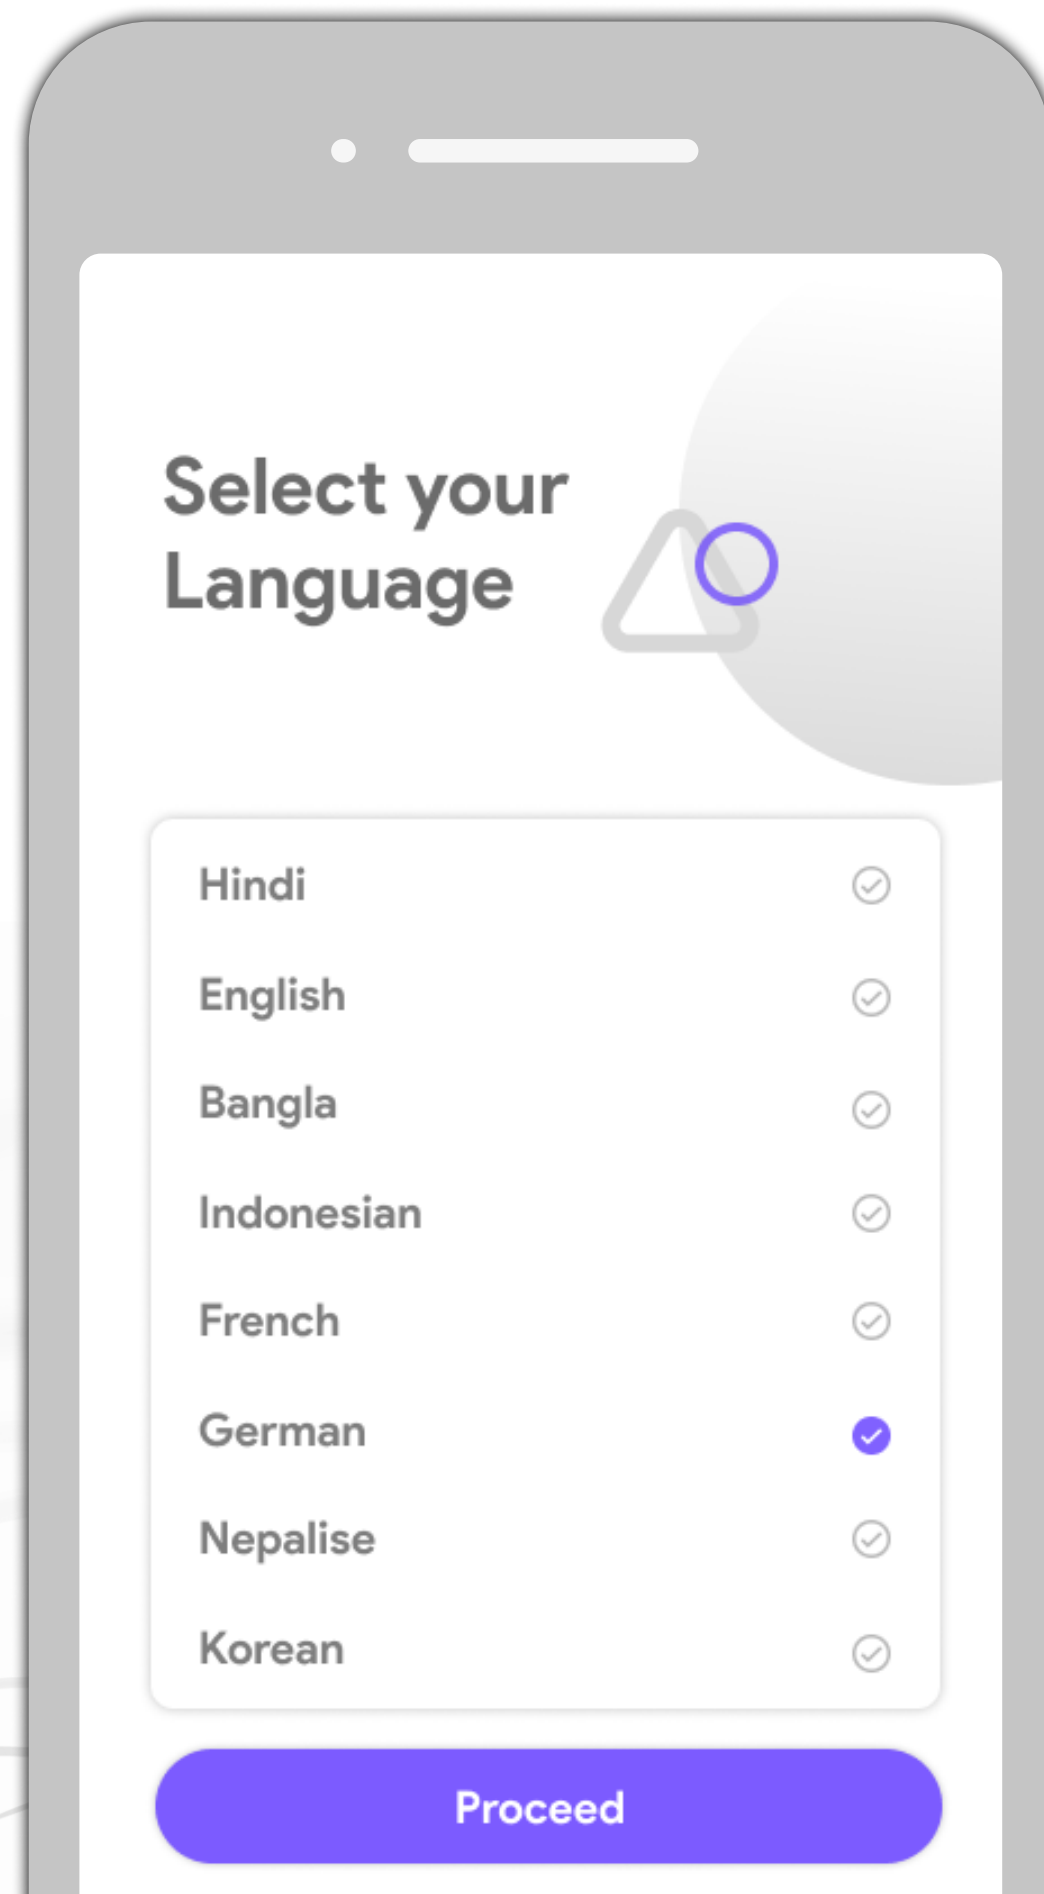 Select your
Language
Hindi
English
Bangla
Indonesian
French
German
Nepalise
Korean
Proceed